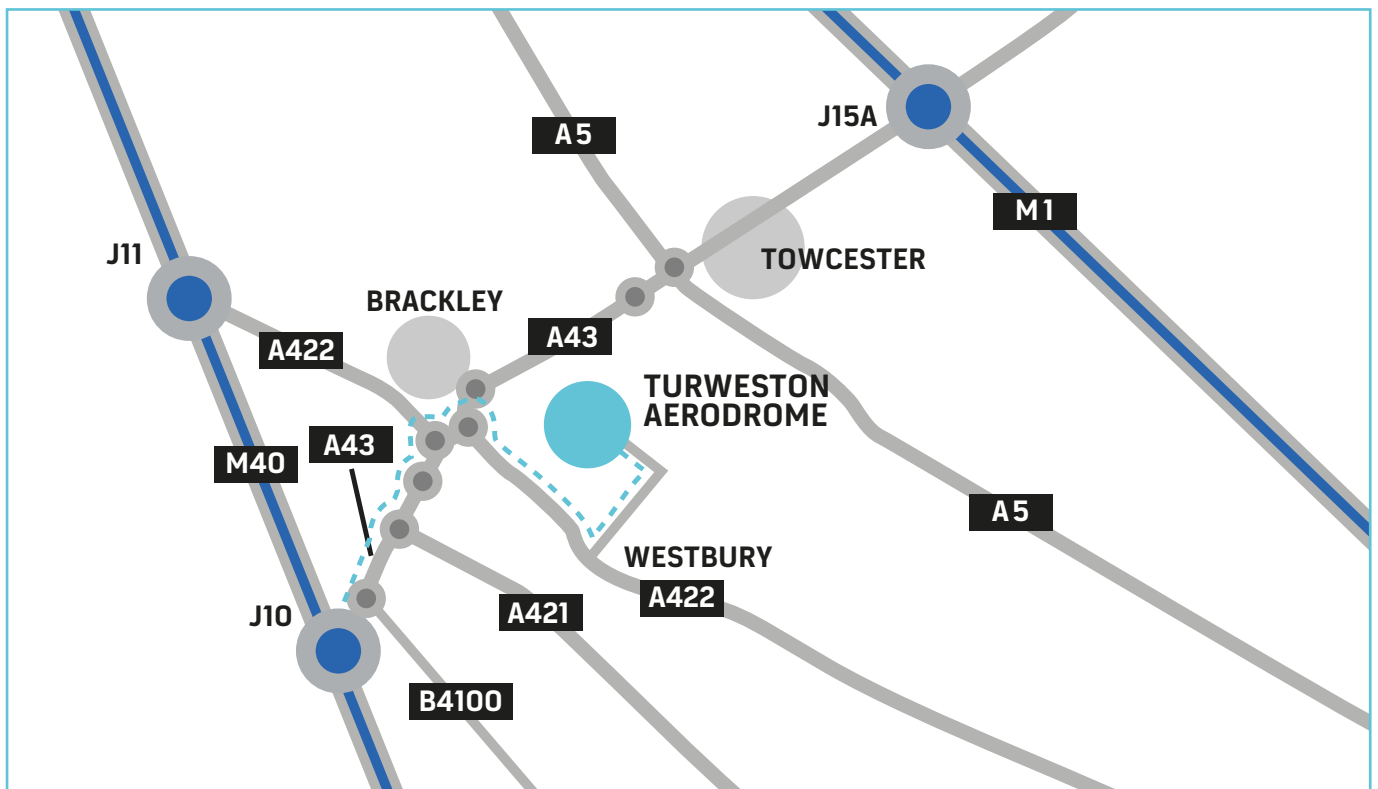 J15A
A5
M1
J11
TOWCESTER
BRACKLEY
A43
A422
TURWESTON
AERODROME
A43
M40
A5
WESTBURY
A422
J10
A421
B4100